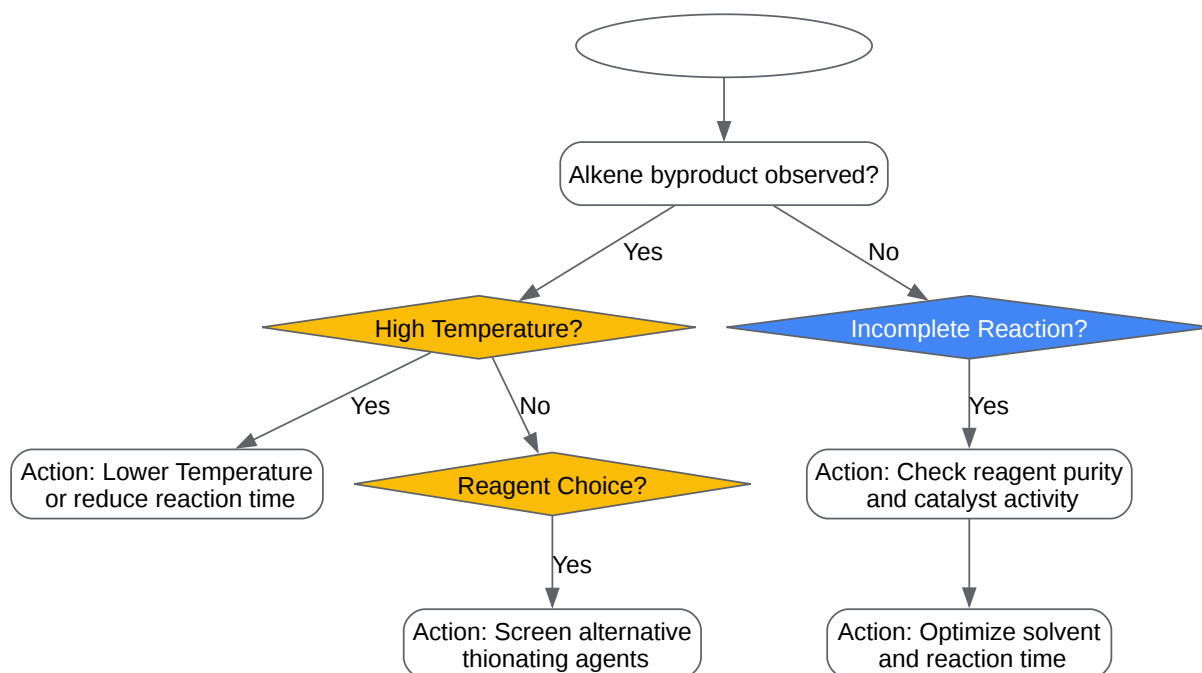 Alkene byproduct observed?
Yes
No
High Temperature?
Incomplete Reaction?
Yes
No
Yes
Action: Lower Temperature
or reduce reaction time
Reagent Choice?
Action: Check reagent purity
and catalyst activity
Yes
Action: Screen alternative
thionating agents
Action: Optimize solvent
and reaction time